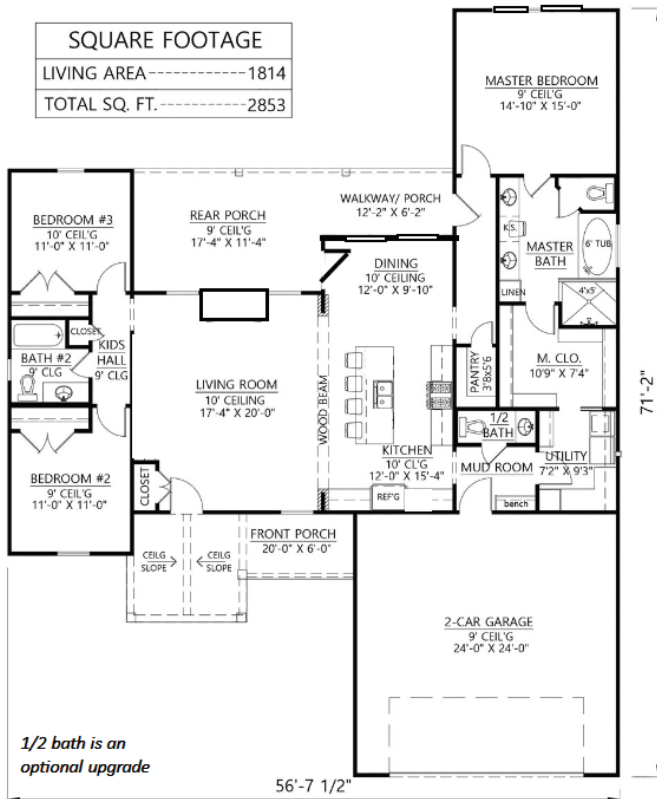 SQUARE FOOTAGE
LIVING AREA -------------- 1814
TOTAL SQ. FT. ------------ 2853
MASTER BEDROOM
9' CEIL'G
14'-10" X 15'-0"
WALKWAY/ PORCH
12'-2" X 6'-2"
BEDROOM #3
10' CEIL'G
11'-0" X 11'-0"
REAR PORCH
9' CEIL'G
17'-4" X 11'-4"
K.S.
MASTER
BATH
6' TUB
LINEN
4'x5'
DINING
10' CEILING
12'-0" X 9'-10"
CLOSET
KIDS
HALL
9' CLG
BATH #2
9' CLG
LIVING ROOM
10' CEILING
17'-4" X 20'-0"
WOOD BEAM
PANTRY
3'8x5'6
M. CLO.
10'9" X 7'4"
71'-2"
1/2
BATH
KITCHEN
10' CL'G
12'-0" X 15'-4"
MUD ROOM
UTILITY
7'2" X 9'3"
BEDROOM #2
9' CEIL'G
11'-0" X 11'-0"
CLOSET
REF'G
bench
FRONT PORCH
20'-0" X 6'-0"
CEILG
SLOPE
CEILG
SLOPE
2-CAR GARAGE
9' CEIL'G
24'-0" X 24'-0"
1/2 bath is an
optional upgrade
56'-7 1/2"